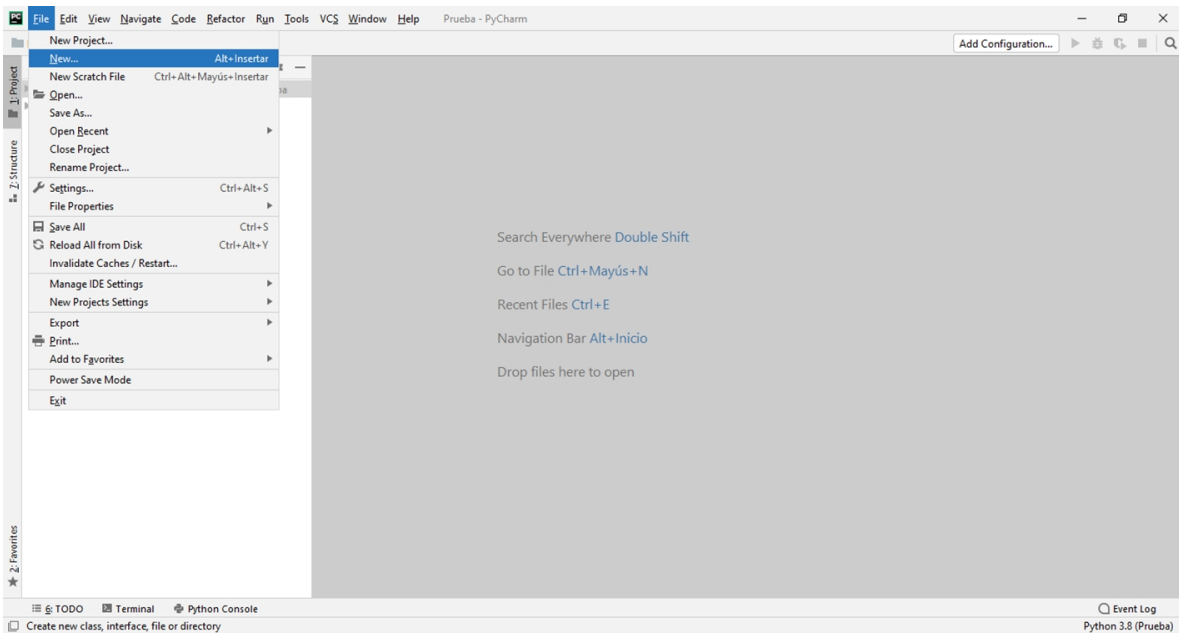 PC File Edit View Navigate Code Refactor Run Tools VCS Window Help Prueba - PyCharm
Add Configuration...
New Project...
New... Alt+Insertar
New Scratch File Ctrl+Alt+Mayús+Insertar
Open...
Save As...
Open Recent
Close Project
Rename Project...
Settings... Ctrl+Alt+S
File Properties
Save All Ctrl+S
Reload All from Disk Ctrl+Alt+Y
Invalidate Caches / Restart...
Manage IDE Settings
New Projects Settings
Export
Print...
Add to Favorites
Power Save Mode
Exit
1: Project
Z: Structure
2: Favorites
Search Everywhere Double Shift
Go to File Ctrl+Mayús+N
Recent Files Ctrl+E
Navigation Bar Alt+Inicio
Drop files here to open
6: TODO Terminal Python Console Event Log
Create new class, interface, file or directory Python 3.8 (Prueba)